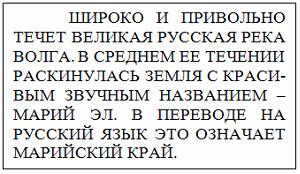 ШИРОКО И ПРИВОЛЬНО
ТЕЧЕТ ВЕЛИКАЯ РУССКАЯ РЕКА
ВОЛГА. В СРЕДНЕМ ЕЕ ТЕЧЕНИИ
РАСКИНУЛАСЬ ЗЕМЛЯ С КРАСИ-
ВЫМ ЗВУЧНЫМ НАЗВАНИЕМ –
МАРИЙ ЭЛ. В ПЕРЕВОДЕ НА
РУССКИЙ ЯЗЫК ЭТО ОЗНАЧАЕТ
МАРИЙСКИЙ КРАЙ.